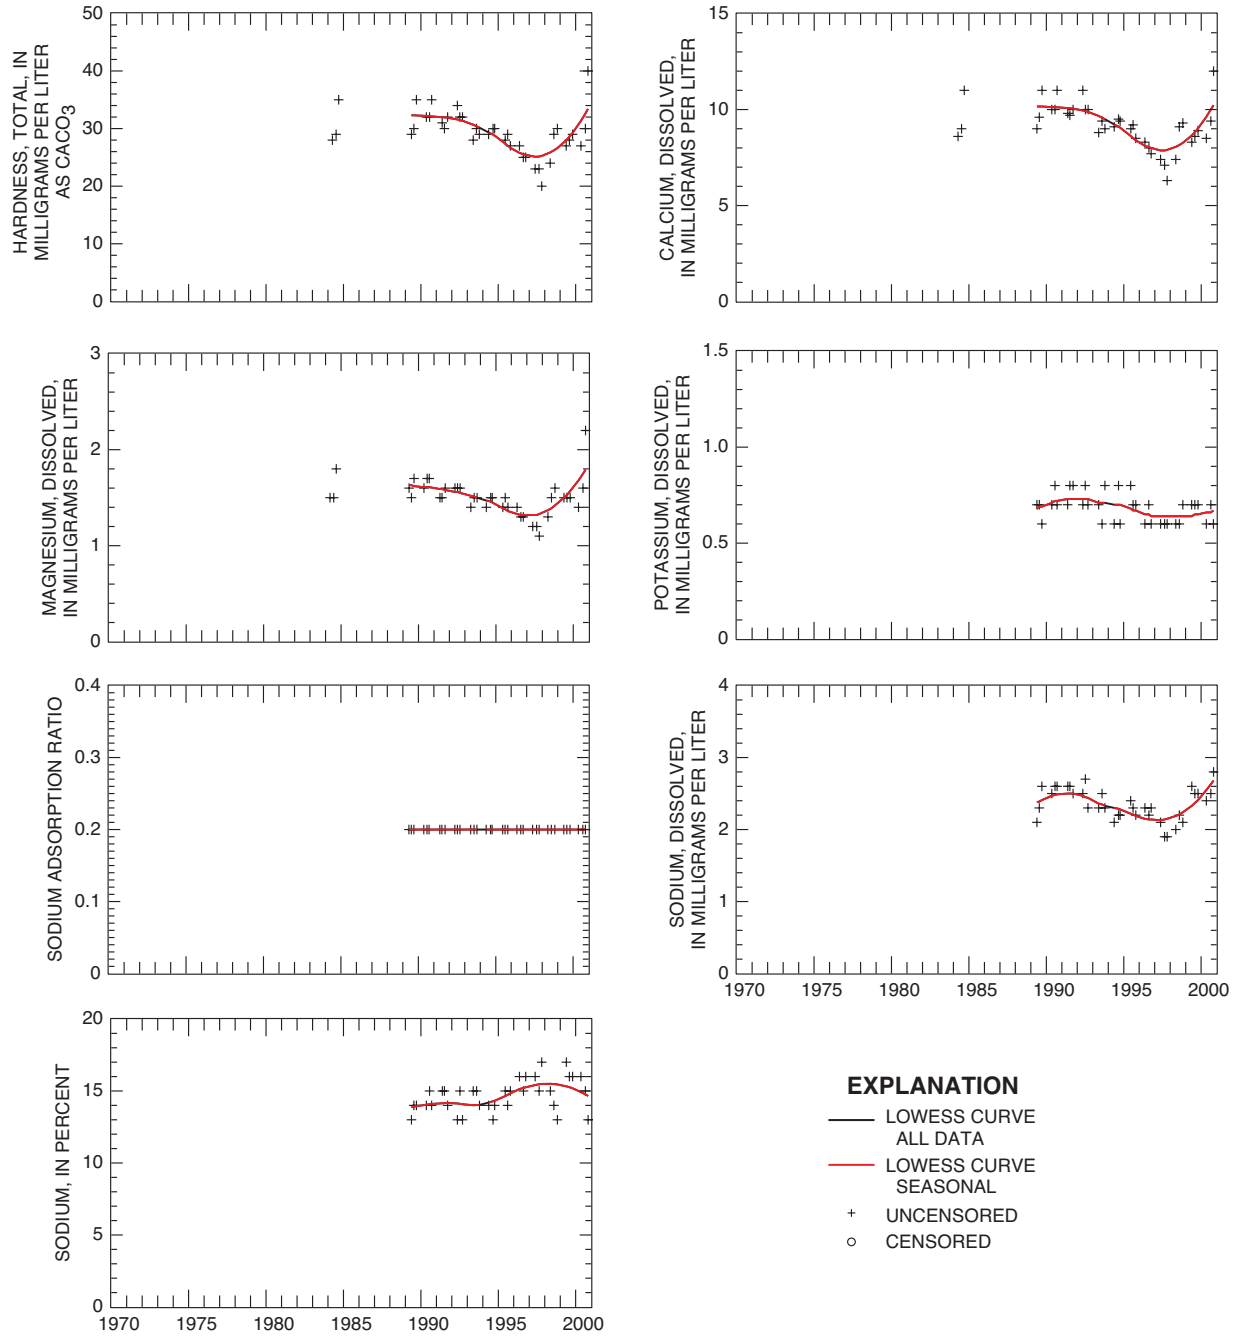 HARDNESS, TOTAL, IN
MILLIGRAMS PER LITER
AS CACO3
50
40
30
20
10
0
CALCIUM, DISSOLVED,
IN MILLIGRAMS PER LITER
15
10
5
0
MAGNESIUM, DISSOLVED,
IN MILLIGRAMS PER LITER
3
2
1
0
POTASSIUM, DISSOLVED,
IN MILLIGRAMS PER LITER
1.5
1.0
0.5
0
SODIUM ADSORPTION RATIO
0.4
0.3
0.2
0.1
0
SODIUM, DISSOLVED,
IN MILLIGRAMS PER LITER
4
3
2
1
0
1970 1975 1980 1985 1990 1995 2000
SODIUM, IN PERCENT
20
15
10
5
0
1970 1975 1980 1985 1990 1995 2000
EXPLANATION
LOWESS CURVE
ALL DATA
LOWESS CURVE
SEASONAL
UNCENSORED
CENSORED